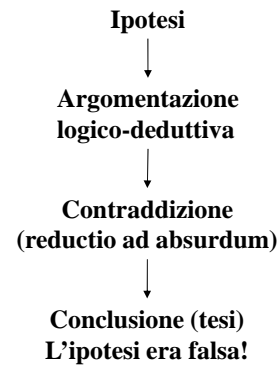 Ipotesi
Argomentazione
logico-deduttiva
Contraddizione
(reductio ad absurdum)
Conclusione (tesi)
L'ipotesi era falsa!